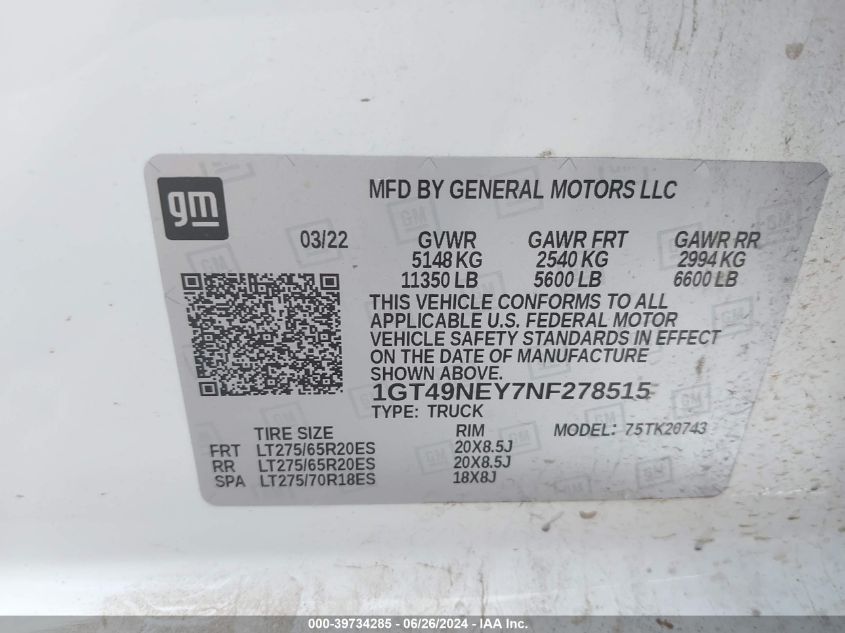 gm
MFD BY GENERAL MOTORS LLC
03/22 GVWR GAWR FRT GAWR RR
5148 KG 2540 KG 2994 KG
11350 LB 5600 LB 6600 LB
THIS VEHICLE CONFORMS TO ALL
APPLICABLE U.S. FEDERAL MOTOR
VEHICLE SAFETY STANDARDS IN EFFECT
ON THE DATE OF MANUFACTURE
SHOWN ABOVE.
1GT49NEY7NF278515
TYPE: TRUCK
TIRE SIZE RIM MODEL: 75TK20743
FRT LT275/65R20ES 20X8.5J
RR LT275/65R20ES 20X8.5J
SPA LT275/70R18ES 18X8J
000-39734285 - 06/26/2024 - IAA Inc.